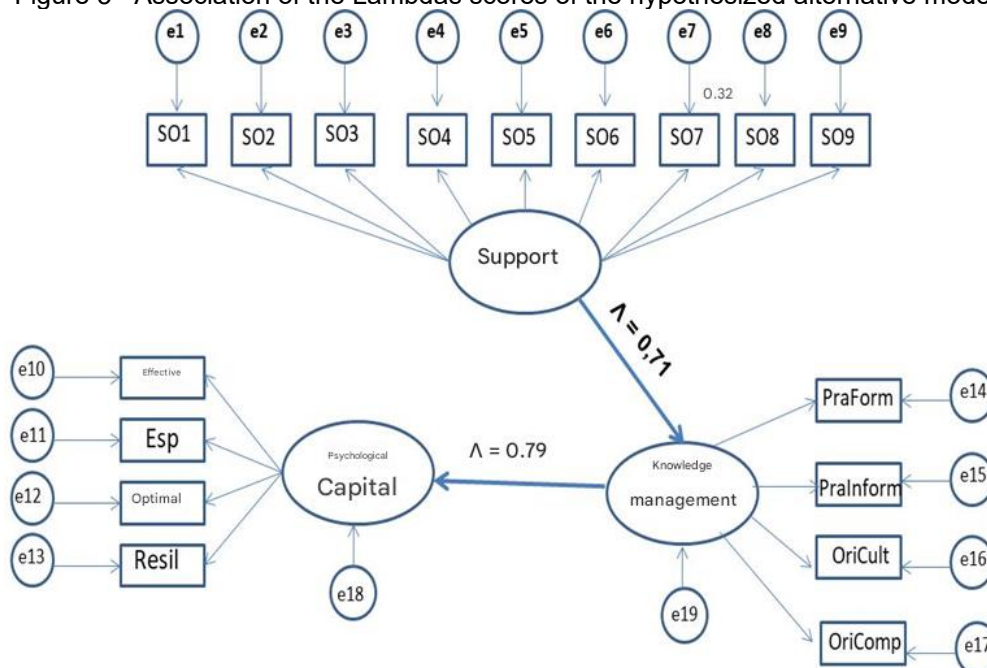 Figure 3 - Association of the Lambdas scores of the hypothesized alternative model
e1 e2 e3 e4 e5 e6 e7 e8 e9
0.32
SO1 SO2 SO3 SO4 SO5 SO6 SO7 SO8 SO9
Support
Λ = 0,71
e10 Effective
e11 Esp
e12 Optimal
e13 Resil
Psychological
Capital
e18
Λ = 0.79
Knowledge
management
e19
PraForm e14
PraInform e15
OriCult e16
OriComp e17